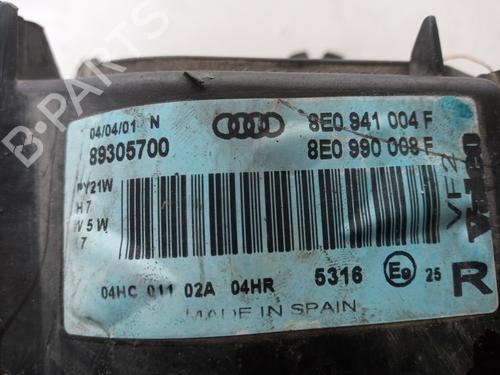 04/04/01 N
8E0 941 004 F
89305700
8E0 990 008 F
PY21W
H7
W5W
7
VF2
Valeo
04HC 011 02A 04HR
5316
E9
25
R
MADE IN SPAIN
B-PARTS